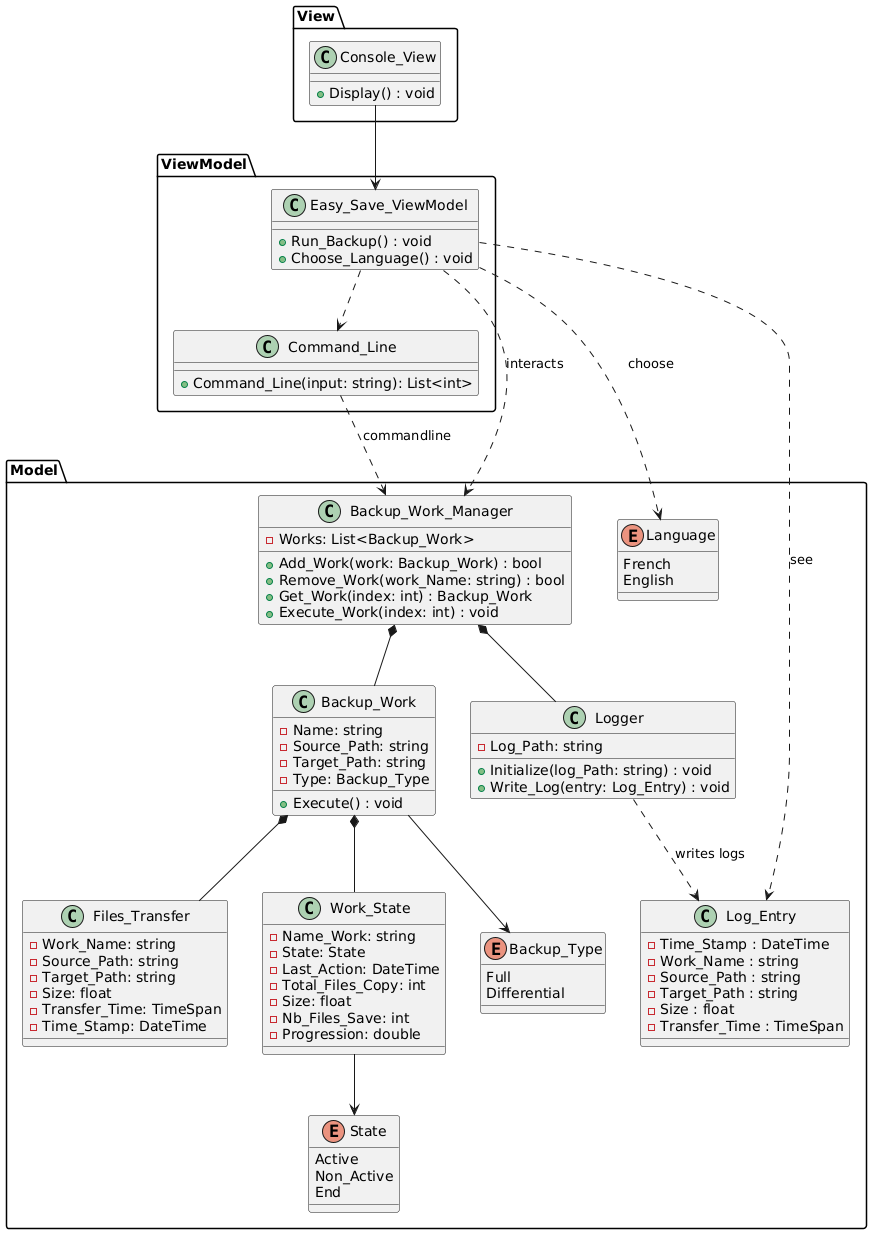 View
C Console_View
Display() : void
ViewModel
C Easy_Save_ViewModel
Run_Backup() : void
Choose_Language() : void
C Command_Line
Command_Line(input: string): List<int>
interacts
choose
commandline
see
Model
C Backup_Work_Manager
Works: List<Backup_Work>
Add_Work(work: Backup_Work) : bool
Remove_Work(work_Name: string) : bool
Get_Work(index: int) : Backup_Work
Execute_Work(index: int) : void
E Language
French
English
C Backup_Work
Name: string
Source_Path: string
Target_Path: string
Type: Backup_Type
Execute() : void
C Logger
Log_Path: string
Initialize(log_Path: string) : void
Write_Log(entry: Log_Entry) : void
writes logs
C Files_Transfer
Work_Name: string
Source_Path: string
Target_Path: string
Size: float
Transfer_Time: TimeSpan
Time_Stamp: DateTime
C Work_State
Name_Work: string
State: State
Last_Action: DateTime
Total_Files_Copy: int
Size: float
Nb_Files_Save: int
Progression: double
E Backup_Type
Full
Differential
C Log_Entry
Time_Stamp : DateTime
Work_Name : string
Source_Path : string
Target_Path : string
Size : float
Transfer_Time : TimeSpan
E State
Active
Non_Active
End